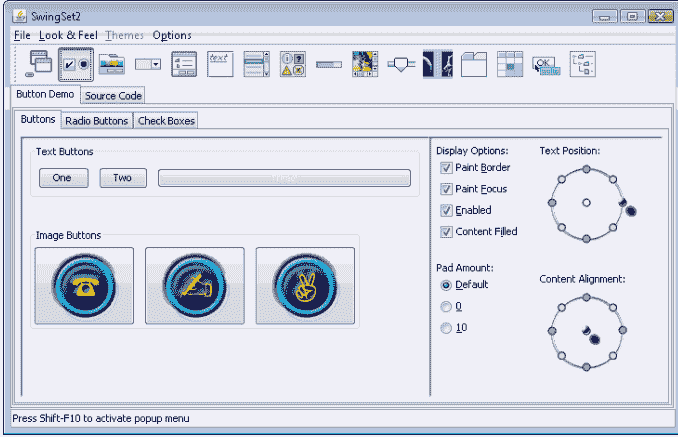 SwingSet2
File Look & Feel Themes Options
text
OK
Button Demo Source Code
Buttons Radio Buttons Check Boxes
Text Buttons
One Two
Image Buttons
Display Options:
Paint Border
Paint Focus
Enabled
Content Filled
Pad Amount:
Default
0
10
Text Position:
Content Alignment:
Press Shift-F10 to activate popup menu